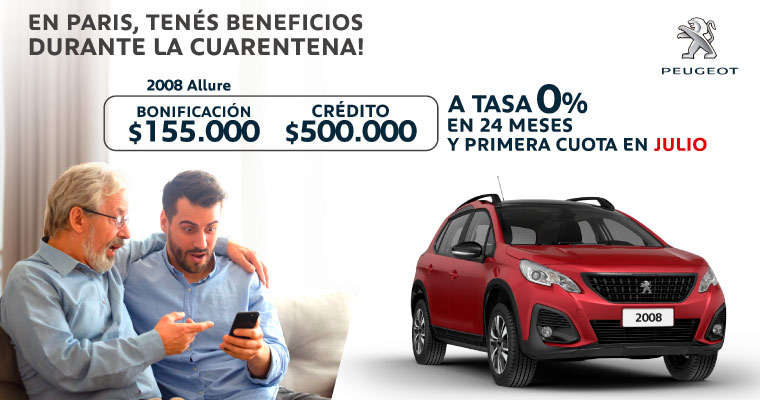 EN PARIS, TENÉS BENEFICIOS
DURANTE LA CUARENTENA!
PEUGEOT
2008 Allure
BONIFICACIÓN
$155.000
CRÉDITO
$500.000
A TASA 0%
EN 24 MESES
Y PRIMERA CUOTA EN JULIO
2008